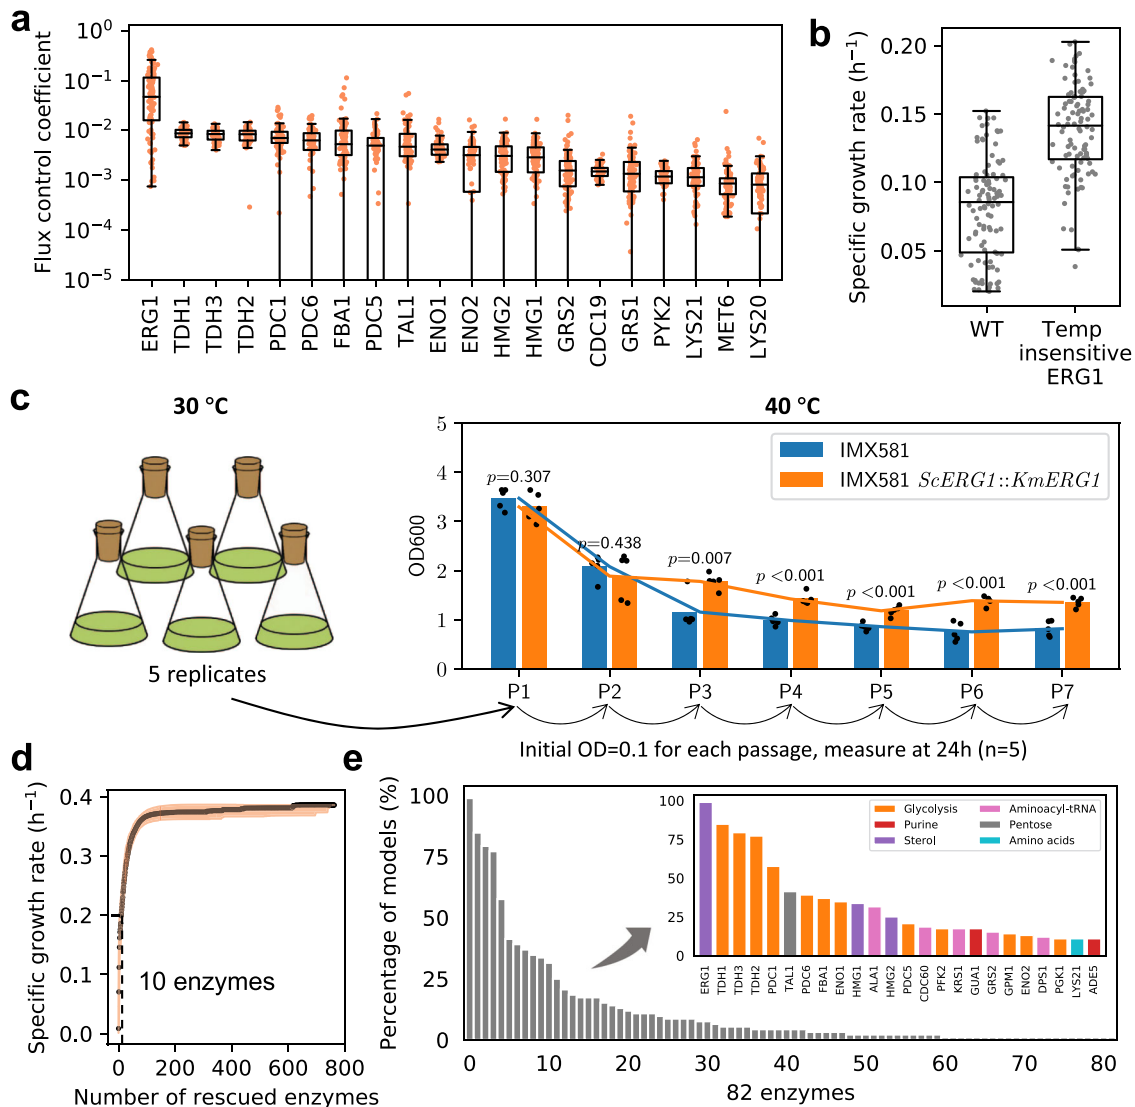 a
Flux control coefficient
10⁰
10⁻¹
10⁻²
10⁻³
10⁻⁴
10⁻⁵
ERG1
TDH1
TDH3
TDH2
PDC1
PDC6
FBA1
PDC5
TAL1
ENO1
ENO2
HMG2
HMG1
GRS2
CDC19
GRS1
PYK2
LYS21
MET6
LYS20
b
Specific growth rate (h⁻¹)
0.20
0.15
0.10
0.05
WT
Temp
insensitive
ERG1
c
30 °C
5 replicates
40 °C
OD600
5
4
3
2
1
0
IMX581
IMX581 ScERG1::KmERG1
p=0.307
p=0.438
p=0.007
p <0.001
p <0.001
p <0.001
p <0.001
P1
P2
P3
P4
P5
P6
P7
Initial OD=0.1 for each passage, measure at 24h (n=5)
d
Specific growth rate (h⁻¹)
0.4
0.3
0.2
0.1
0.0
10 enzymes
0
200
400
600
800
Number of rescued enzymes
e
Percentage of models (%)
100
75
50
25
0
0
10
20
30
40
50
60
70
80
82 enzymes
100
75
50
25
0
Glycolysis
Purine
Sterol
Aminoacyl-tRNA
Pentose
Amino acids
ERG1
TDH1
TDH3
TDH2
PDC1
TAL1
PDC6
FBA1
ENO1
HMG1
ALA1
HMG2
PDC5
CDC60
PFK2
KRS1
GUA1
GRS2
GPM1
ENO2
DPS1
PGK1
LYS21
ADE5